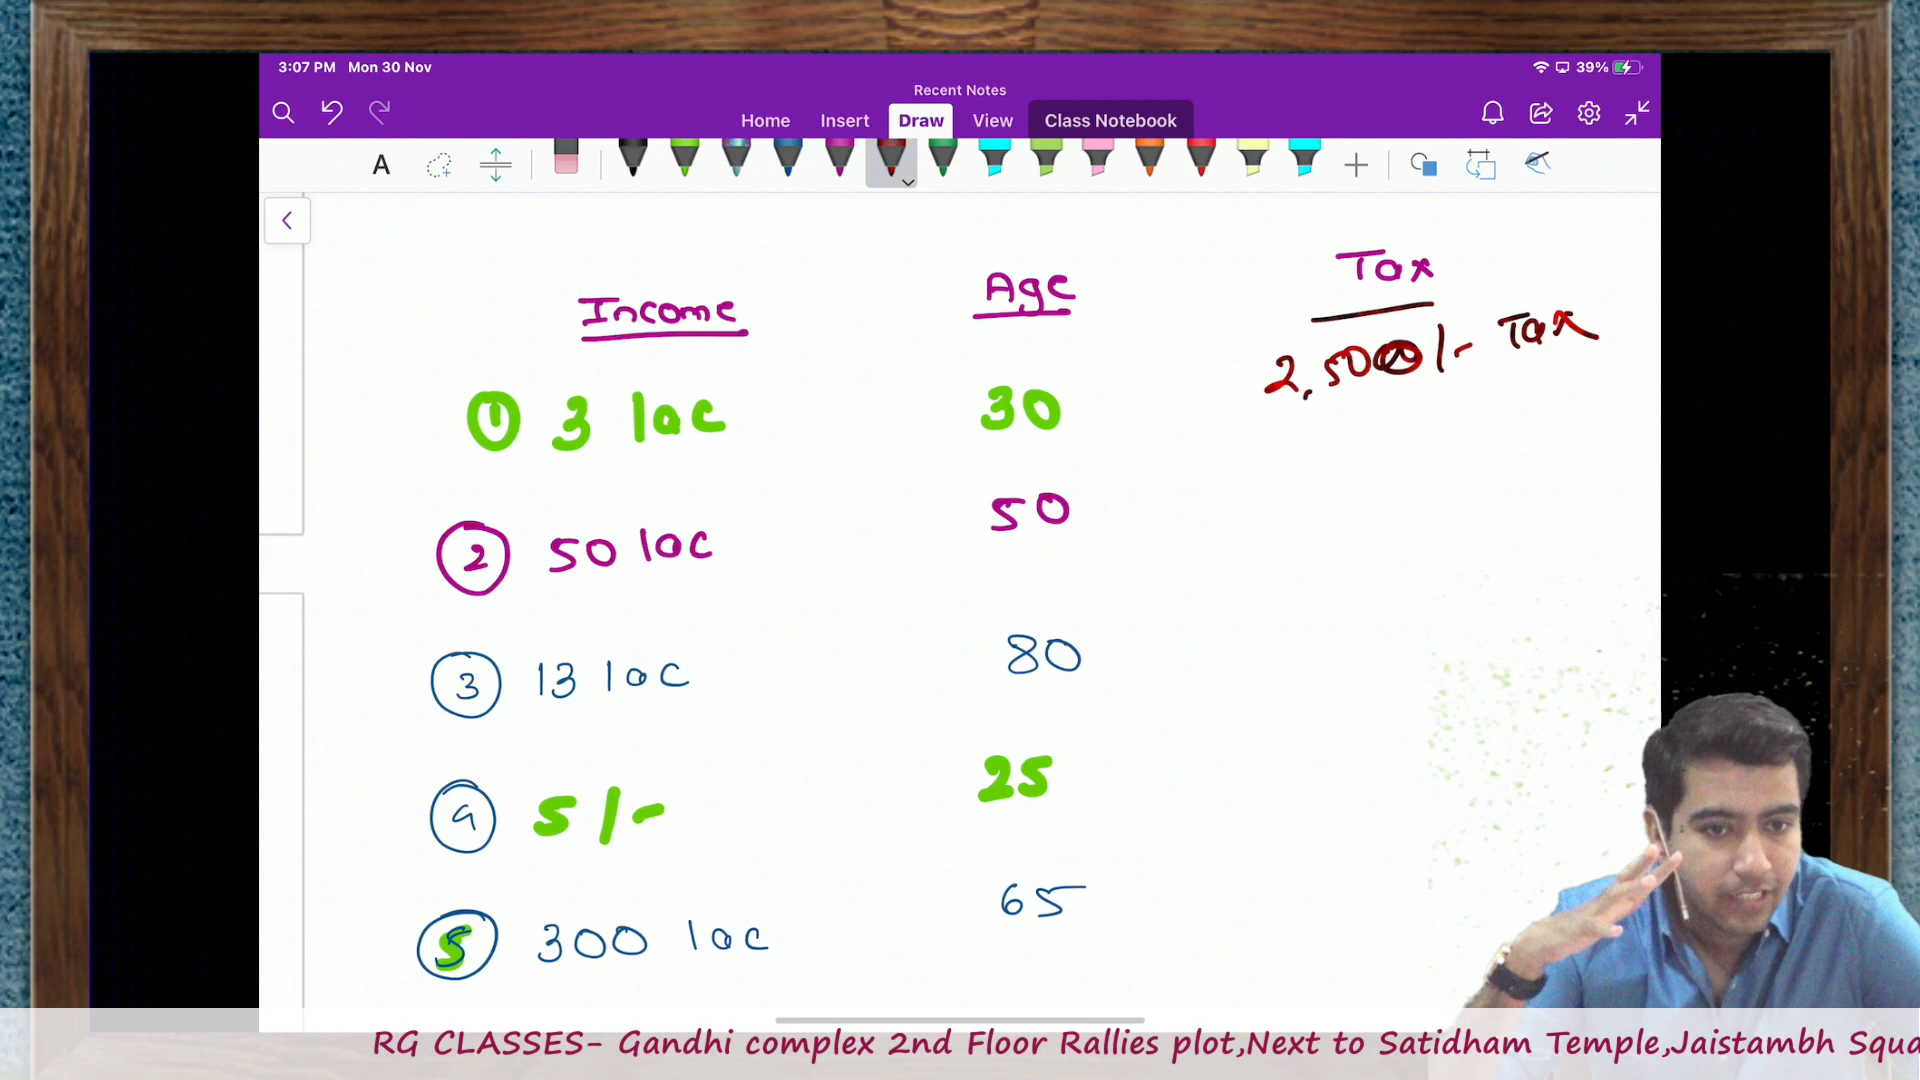 3:07 PM Mon 30 Nov
39%
Recent Notes
Home Insert Draw View Class Notebook
A
Income Age Tax
2,500/- Tax
1 3 lac 30
2 50 lac 50
3 13 lac 80
4 5/- 25
5 300 lac 65
RG CLASSES- Gandhi complex 2nd Floor Rallies plot,Next to Satidham Temple,Jaistambh Squa